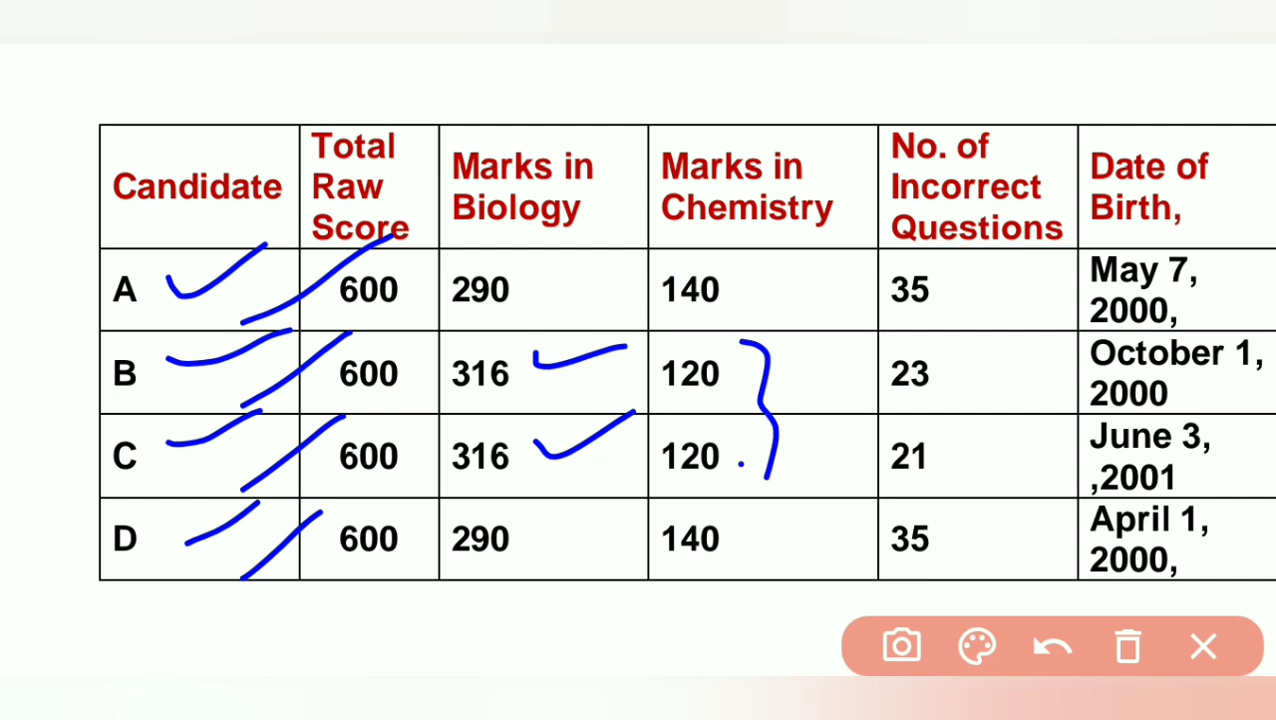 Candidate
Total
Raw
Score
Marks in
Biology
Marks in
Chemistry
No. of
Incorrect
Questions
Date of
Birth,
A
600
290
140
35
May 7,
2000,
B
600
316
120
23
October 1,
2000
C
600
316
120
21
June 3,
,2001
D
600
290
140
35
April 1,
2000,